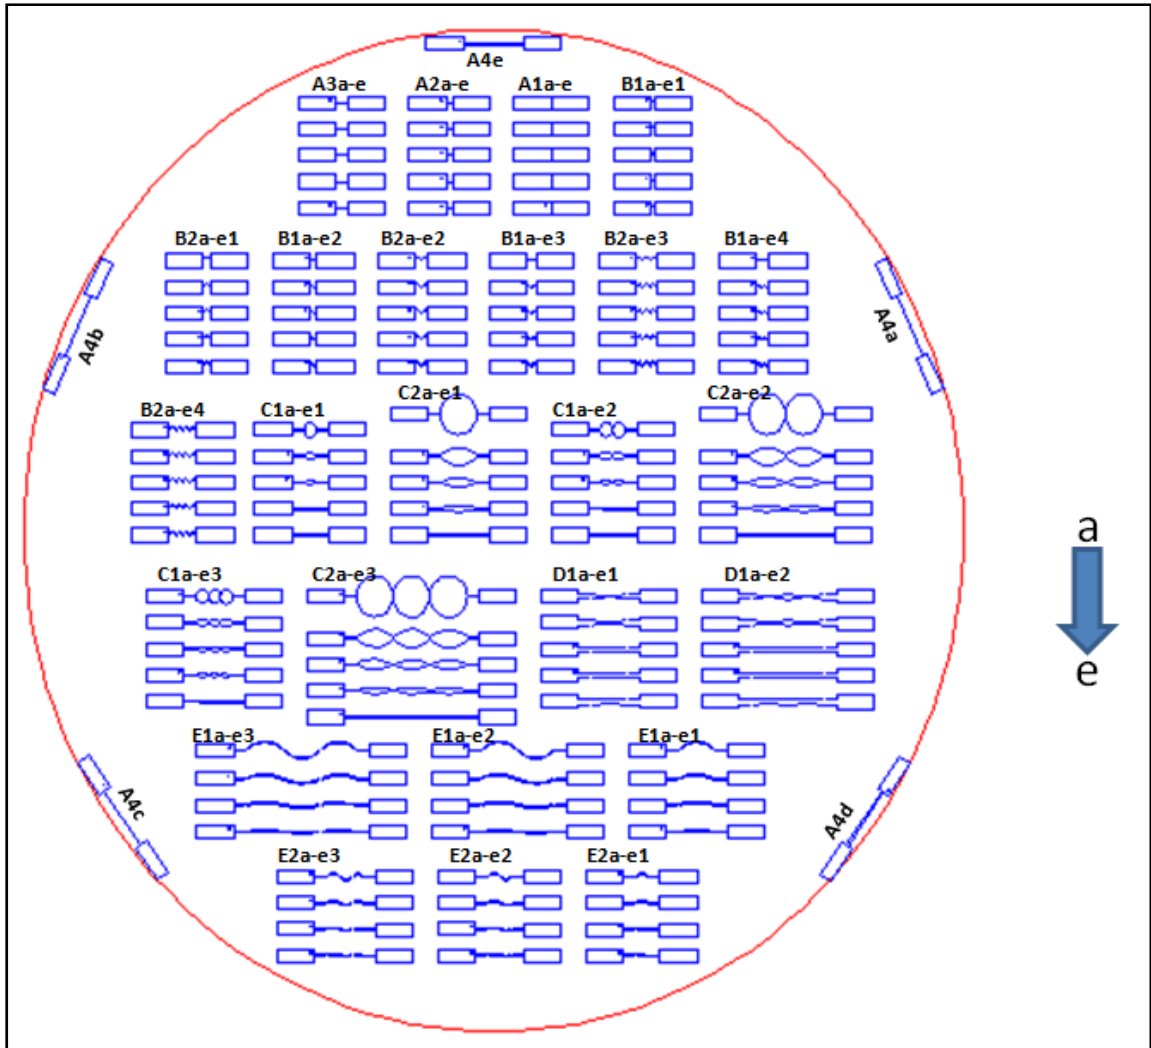 A4e
A3a-e A2a-e A1a-e B1a-e1
B2a-e1 B1a-e2 B2a-e2 B1a-e3 B2a-e3 B1a-e4
A4b
A4a
B2a-e4 C1a-e1 C2a-e1 C1a-e2 C2a-e2
a
C1a-e3 C2a-e3 D1a-e1 D1a-e2
e
E1a-e3 E1a-e2 E1a-e1
A4c
A4d
E2a-e3 E2a-e2 E2a-e1